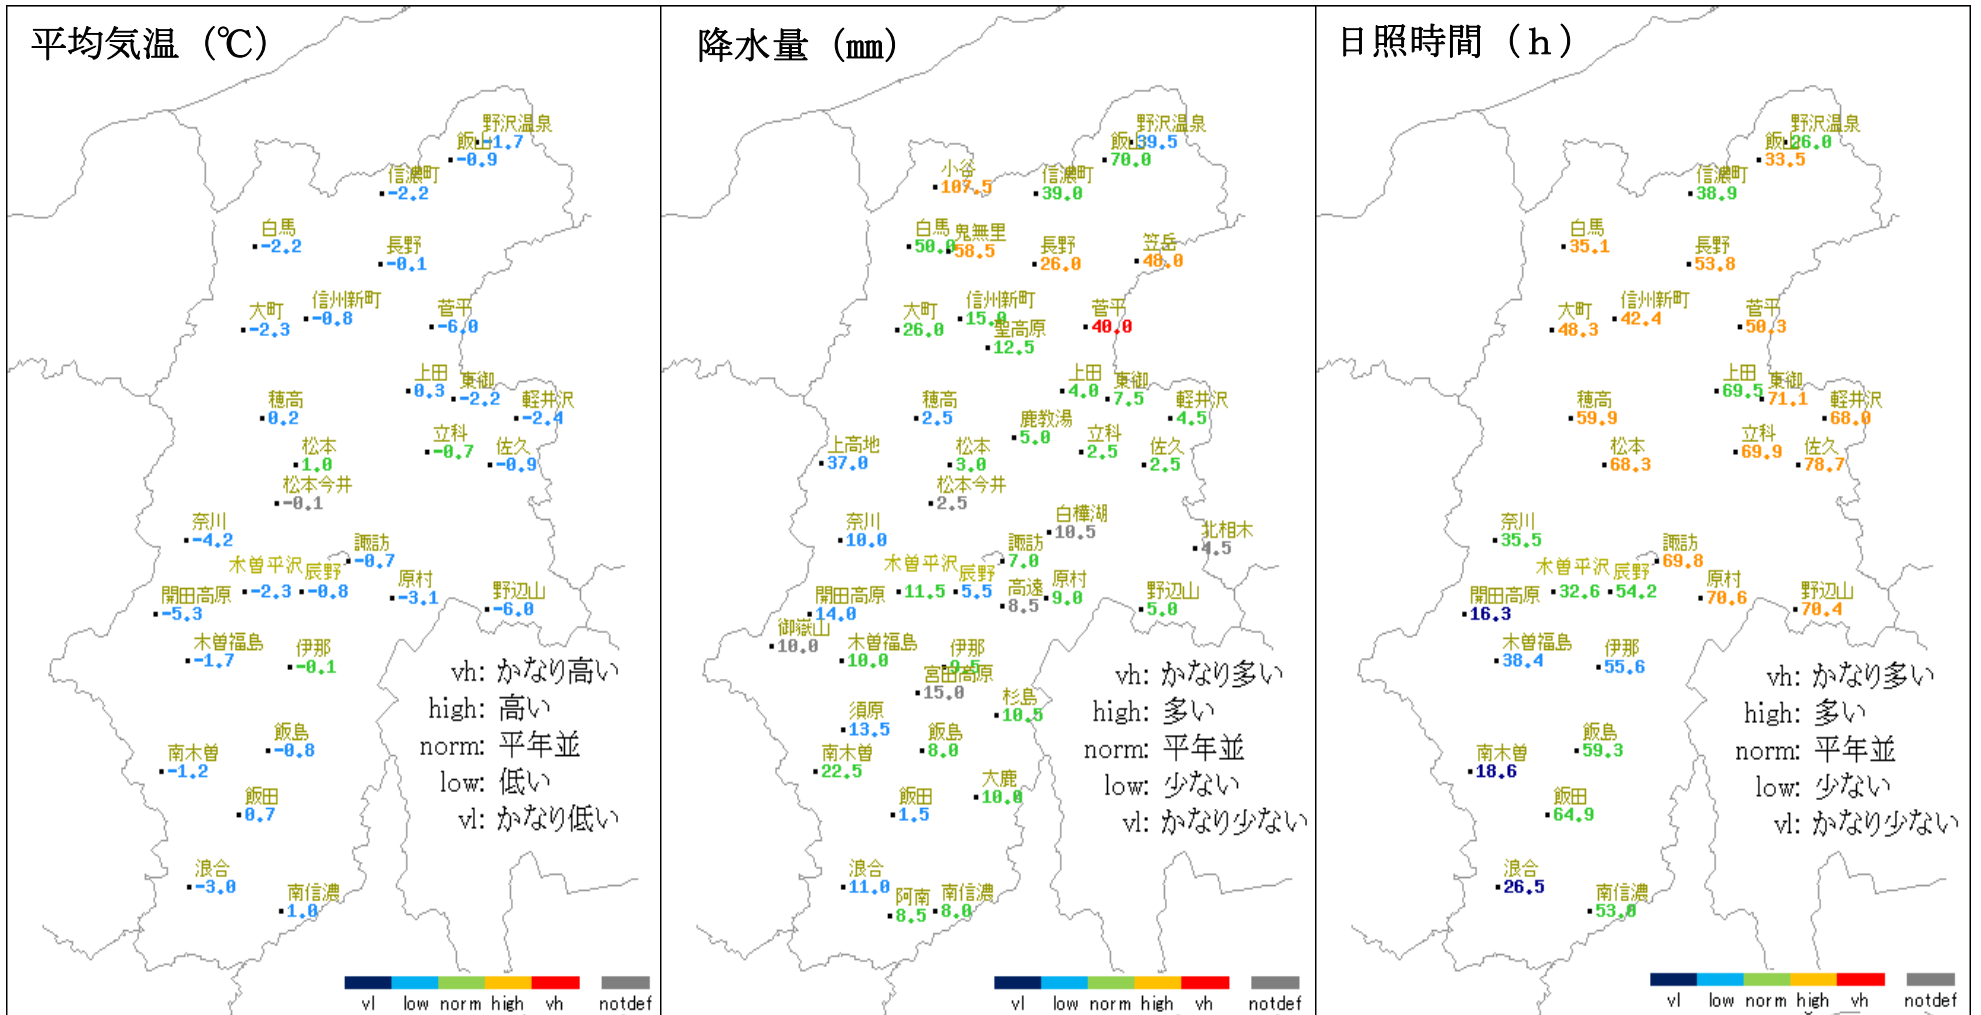 平均気温（℃）
野沢温泉
-1.7
飯山
-0.9
信濃町
-2.2
白馬
-2.2
長野
-0.1
信州新町
-0.8
大町
-2.3
菅平
-6.0
上田
0.3
東御
-2.2
穂高
0.2
軽井沢
-2.4
松本
1.0
立科
-0.7
佐久
-0.9
松本今井
-0.1
奈川
-4.2
諏訪
-0.7
木曽平沢
-2.3
辰野
-0.8
原村
-3.1
開田高原
-5.3
野辺山
-6.0
木曽福島
-1.7
伊那
-0.1
飯島
-0.8
南木曽
-1.2
飯田
0.7
浪合
-3.0
南信濃
1.0
vh: かなり高い
high: 高い
norm: 平年並
low: 低い
vl: かなり低い
vl low norm high vh notdef
降水量（㎜）
野沢温泉
39.5
飯山
70.0
小谷
107.5
信濃町
39.0
白馬
50.0
鬼無里
58.5
長野
26.0
笠岳
48.0
大町
26.0
信州新町
15.0
菅平
40.0
聖高原
12.5
上田
4.0
東御
7.5
穂高
2.5
軽井沢
4.5
鹿教湯
5.0
上高地
37.0
松本
3.0
立科
2.5
佐久
2.5
松本今井
2.5
奈川
10.0
白樺湖
10.5
北相木
4.5
諏訪
7.0
木曽平沢
11.5
辰野
5.5
高遠
8.5
原村
9.0
開田高原
14.0
野辺山
5.0
御嶽山
10.0
木曽福島
10.0
伊那
9.5
宮田高原
15.0
杉島
10.5
須原
13.5
飯島
8.0
南木曽
22.5
大鹿
10.0
飯田
1.5
浪合
11.0
阿南
8.5
南信濃
8.0
vh: かなり多い
high: 多い
norm: 平年並
low: 少ない
vl: かなり少ない
vl low norm high vh notdef
日照時間（ｈ）
野沢温泉
26.0
飯山
33.5
信濃町
38.9
白馬
35.1
長野
53.8
信州新町
42.4
大町
48.3
菅平
50.3
上田
69.5
東御
71.1
穂高
59.9
軽井沢
68.0
松本
68.3
立科
69.9
佐久
78.7
奈川
35.5
諏訪
69.8
木曽平沢
32.6
辰野
54.2
原村
70.6
開田高原
16.3
野辺山
70.4
木曽福島
38.4
伊那
55.6
飯島
59.3
南木曽
18.6
飯田
64.9
浪合
26.5
南信濃
53.0
vh: かなり多い
high: 多い
norm: 平年並
low: 少ない
vl: かなり少ない
vl low norm high vh notdef